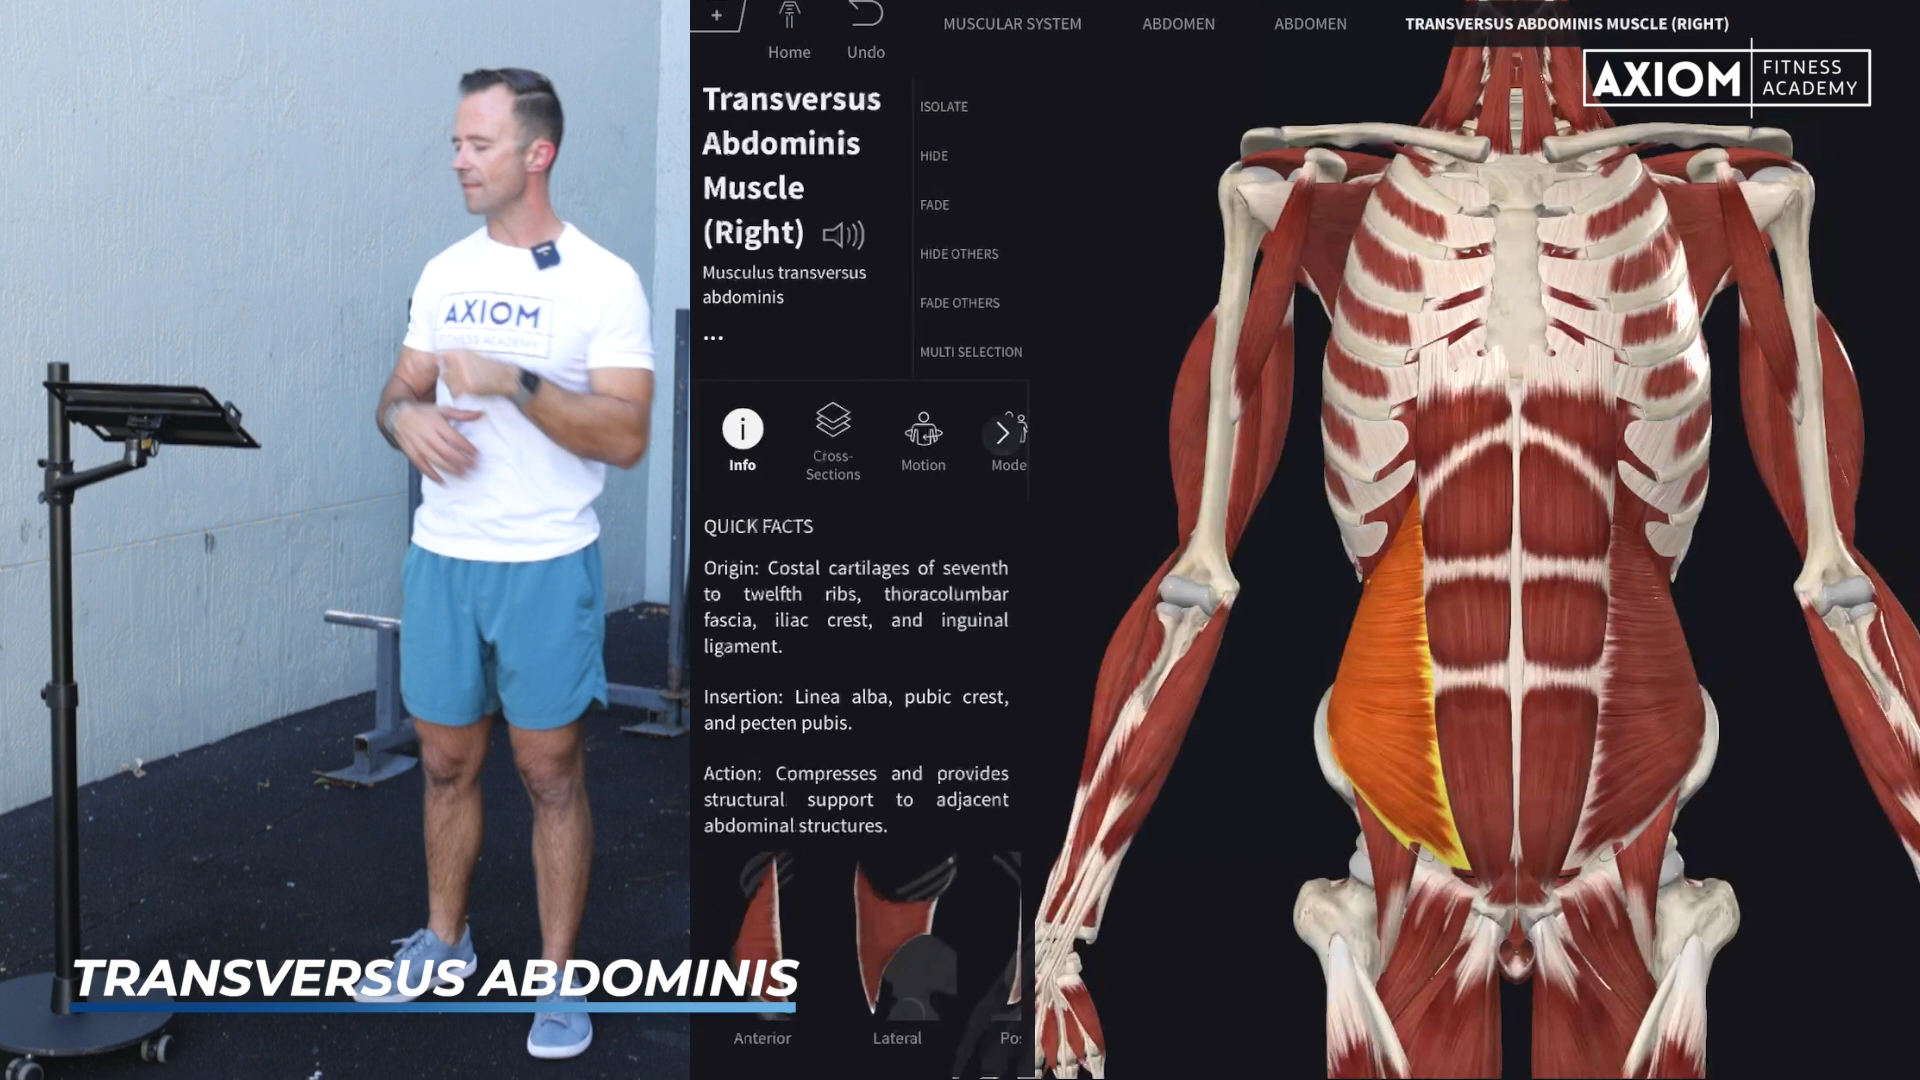 Home
Undo
MUSCULAR SYSTEM
ABDOMEN
ABDOMEN
TRANSVERSUS ABDOMINIS MUSCLE (RIGHT)
AXIOM
FITNESS
ACADEMY
Transversus
Abdominis
Muscle
(Right)
Musculus transversus
abdominis
...
ISOLATE
HIDE
FADE
HIDE OTHERS
FADE OTHERS
MULTI SELECTION
AXIOM
FITNESS ACADEMY
Info
Cross-
Sections
Motion
Mode
QUICK FACTS
Origin: Costal cartilages of seventh
to twelfth ribs, thoracolumbar
fascia, iliac crest, and inguinal
ligament.
Insertion: Linea alba, pubic crest,
and pecten pubis.
Action: Compresses and provides
structural support to adjacent
abdominal structures.
TRANSVERSUS ABDOMINIS
Anterior
Lateral
Pos